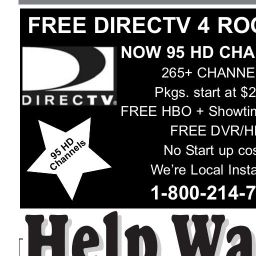 FREE DIRECTV 4 ROO
NOW 95 HD CHA
265+ CHANNE
Pkgs. start at $2
FREE HBO + Showtim
FREE DVR/H
No Start up cos
We're Local Insta
1-800-214-7
DIRECTV
95 HD
Channels
Help Wa